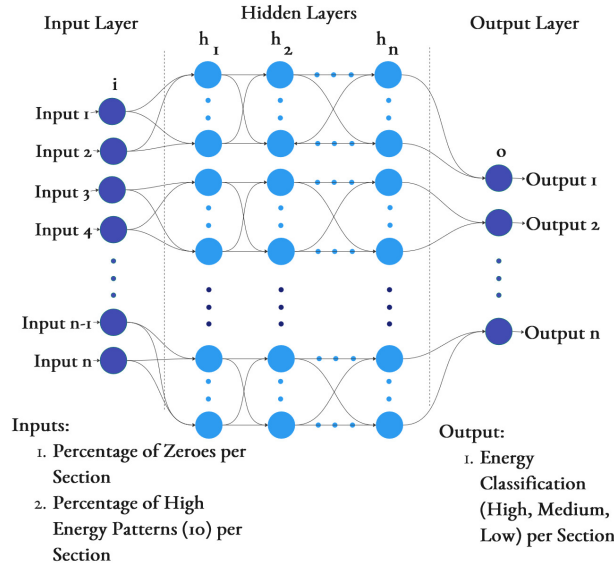 Input Layer
Hidden Layers
Output Layer
h 1
h 2
h n
i
Input 1
Input 2
Input 3
Input 4
Input n-1
Input n
o
Output 1
Output 2
Output n
Inputs:
1. Percentage of Zeroes per
Section
2. Percentage of High
Energy Patterns (10) per
Section
Output:
1. Energy
Classification
(High, Medium,
Low) per Section